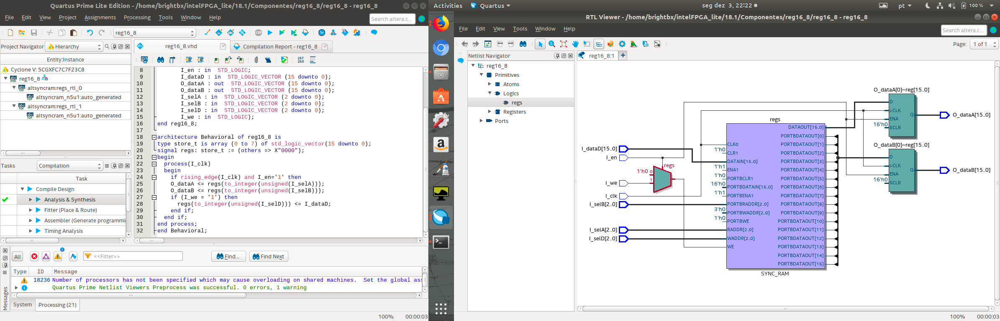 Quartus Prime Lite Edition - /home/brightbx/intelFPGA_lite/18.1/Componentes/reg16_8/reg16_8 - reg16_8
File Edit View Project Assignments Processing Tools Window Help
Search altera.c...
reg16_8
Project Navigator Hierarchy
Entity:Instance
Cyclone V: 5CGXFC7C7F23C8
reg16_8
altsyncram:regs_rtl_0
altsyncram_n5u1:auto_generated
altsyncram:regs_rtl_1
altsyncram_n5u1:auto_generated
Tasks Compilation
Task
Compile Design
Analysis & Synthesis
Fitter (Place & Route)
Assembler (Generate programmi
Timing Analysis
reg16_8.vhd
Compilation Report - reg16_8
267
268
8 I_en : in STD_LOGIC;
9 I_dataD : in STD_LOGIC_VECTOR (15 downto 0);
10 O_dataA : out STD_LOGIC_VECTOR (15 downto 0);
11 O_dataB : out STD_LOGIC_VECTOR (15 downto 0);
12 I_selA : in STD_LOGIC_VECTOR (2 downto 0);
13 I_selB : in STD_LOGIC_VECTOR (2 downto 0);
14 I_selD : in STD_LOGIC_VECTOR (2 downto 0);
15 I_we : in STD_LOGIC);
16 end reg16_8;
17
18 architecture Behavioral of reg16_8 is
19 type store_t is array (0 to 7) of std_logic_vector(15 downto 0);
20 signal regs: store_t := (others => X"0000");
21 begin
22 process(I_clk)
23 begin
24 if rising_edge(I_clk) and I_en='1' then
25 O_dataA <= regs(to_integer(unsigned(I_selA)));
26 O_dataB <= regs(to_integer(unsigned(I_selB)));
27 if (I_we = '1') then
28 regs(to_integer(unsigned(I_selD))) <= I_dataD;
29 end if;
30 end if;
31 end process;
32 end Behavioral;
All
3
<<Filter>>
Find...
Find Next
Type ID Message
18236 Number of processors has not been specified which may cause overloading on shared machines. Set the global ass
Quartus Prime Netlist Viewers Preprocess was successful. 0 errors, 1 warning
Messages
System Processing (21)
100% 00:00:03
Activities Quartus
seg dez 3, 22:22
pt
100 %
RTL Viewer - /home/brightbx/intelFPGA_lite/18.1/Componentes/reg16_8/reg16_8 - reg16_8
File Edit View Tools Window Help
Search altera.c...
Page: 1 of 1
Netlist Navigator
reg16_8
Primitives
Atoms
Logics
regs
Registers
Ports
reg16_8:1
I_dataD[15..0]
I_en
I_we
I_clk
I_selB[2..0]
I_selA[2..0]
I_selD[2..0]
regs
1'h0 0
1
regs
CLK0
1'h0
CLR1
DATAIN[15..0]
1'h1
ENA1
1'h0
PORTBCLR1
16'h0
PORTBDATAIN[15..0]
1'h1
PORTBENA1
PORTBRADDR[2..0]
3'h0
PORTBWADDR[2..0]
1'h0
PORTBWE
RADDR[2..0]
WADDR[2..0]
WE
DATAOUT[15..0]
PORTBDATAOUT[0]
PORTBDATAOUT[1]
PORTBDATAOUT[2]
PORTBDATAOUT[3]
PORTBDATAOUT[4]
PORTBDATAOUT[5]
PORTBDATAOUT[6]
PORTBDATAOUT[7]
PORTBDATAOUT[8]
PORTBDATAOUT[9]
PORTBDATAOUT[10]
PORTBDATAOUT[11]
PORTBDATAOUT[12]
PORTBDATAOUT[13]
PORTBDATAOUT[14]
PORTBDATAOUT[15]
SYNC_RAM
O_dataA[0]~reg[15..0]
D
CLK
ENA
16'h0
SCLR
Q
O_dataA[15..0]
O_dataB[0]~reg[15..0]
D
CLK
ENA
16'h0
SCLR
Q
O_dataB[15..0]
100% 00:00:03